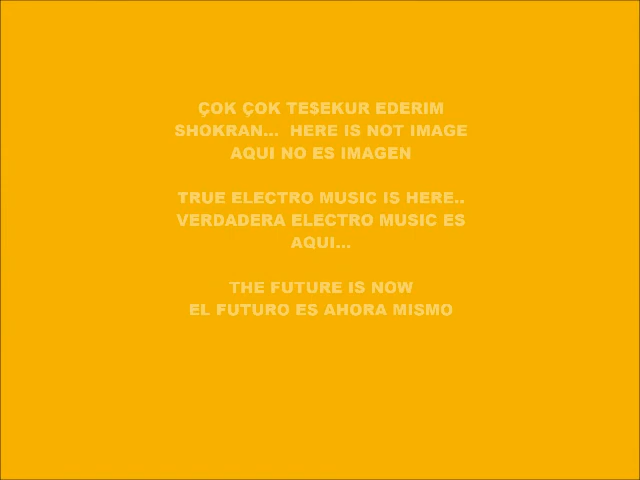 ÇOK ÇOK TESEKUR EDERIM
SHOKRAN... HERE IS NOT IMAGE
AQUI NO ES IMAGEN
TRUE ELECTRO MUSIC IS HERE..
VERDADERA ELECTRO MUSIC ES
AQUI...
THE FUTURE IS NOW
EL FUTURO ES AHORA MISMO